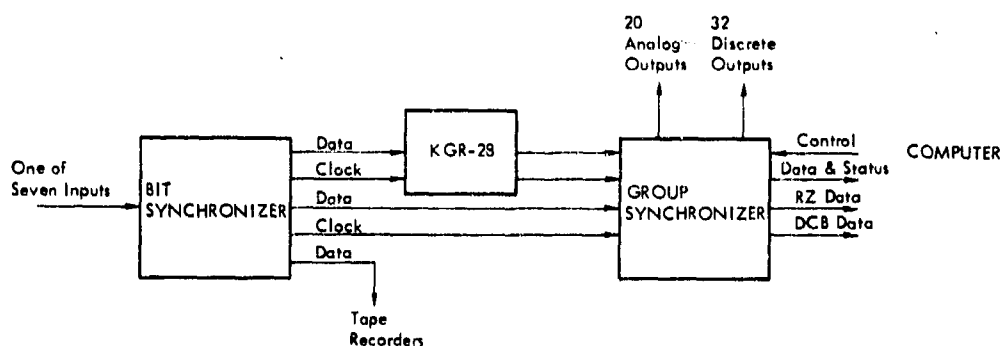 20
Analog
Outputs
32
Discrete
Outputs
One of
Seven Inputs
BIT
SYNCHRONIZER
Data
Clock
Data
Clock
Data
Tape
Recorders
KGR-28
GROUP
SYNCHRONIZER
Control
Data & Status
RZ Data
DCB Data
COMPUTER